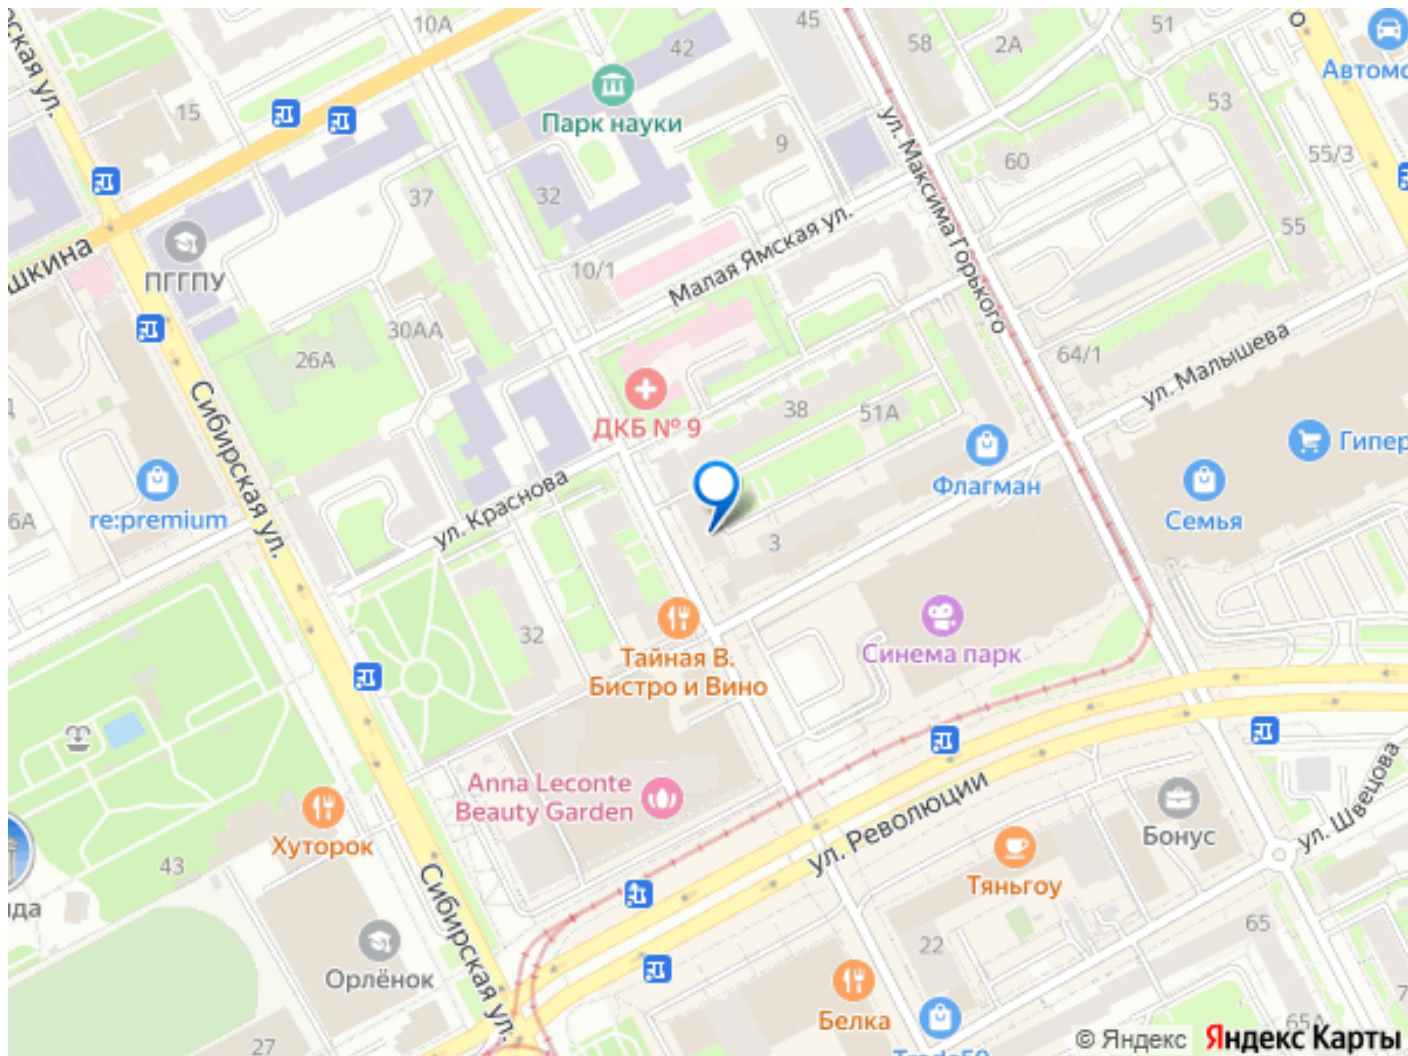 10А
45
51
58
2А
42
Автомо
15
53
Парк науки
9
ул. Максима Горького
60
55/3
37
32
55
шкина
ПГГПУ
10/1
Малая Ямская ул.
30АА
26А
64/1
ул. Малышева
Сибирская ул.
38
51А
ДКБ № 9
Гипер
Флагман
ул. Краснова
6А
re:premium
Семья
3
32
Синема парк
Тайная В.
Бистро и Вино
Anna Leconte
Beauty Garden
ул. Революции
ул. Швецова
Хуторок
Бонус
43
Тяньгоу
да
Сибирская ул.
65
22
Орлёнок
Белка
27
65А
© Яндекс Яндекс Карты